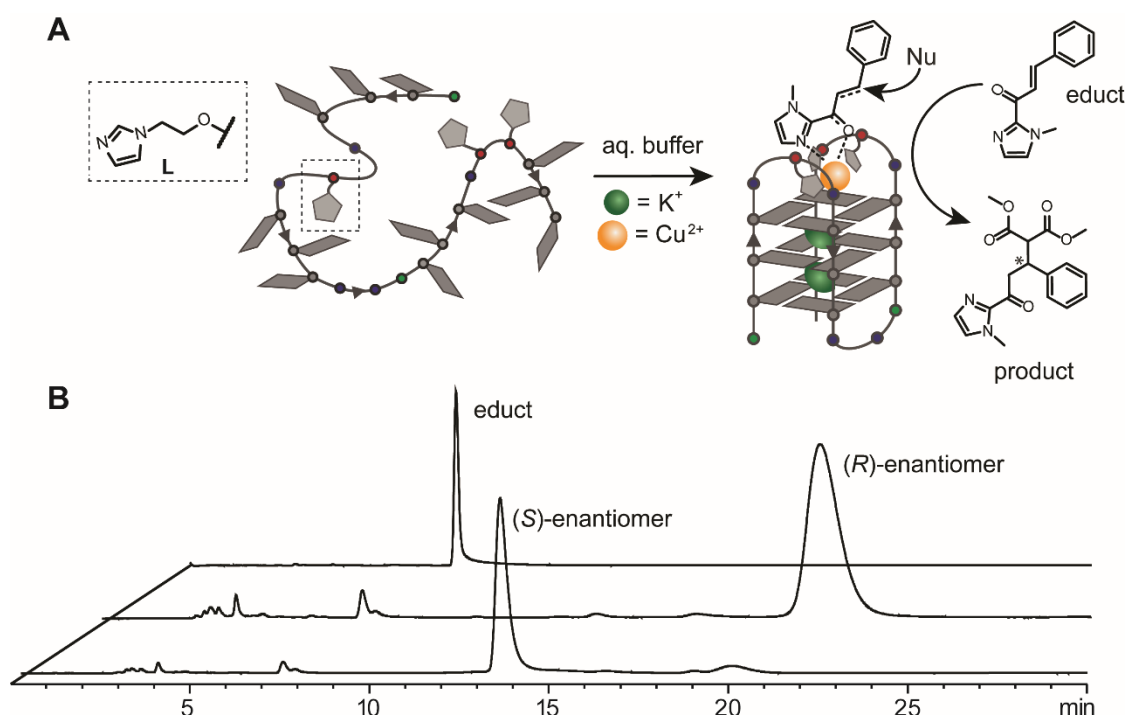 A
N
N
O
L
aq. buffer
= K⁺
= Cu²⁺
Nu
N
N
O
O
N
N
educt
O
O
O
O
*
N
O
N
product
B
educt
(S)-enantiomer
(R)-enantiomer
5
10
15
20
25
min